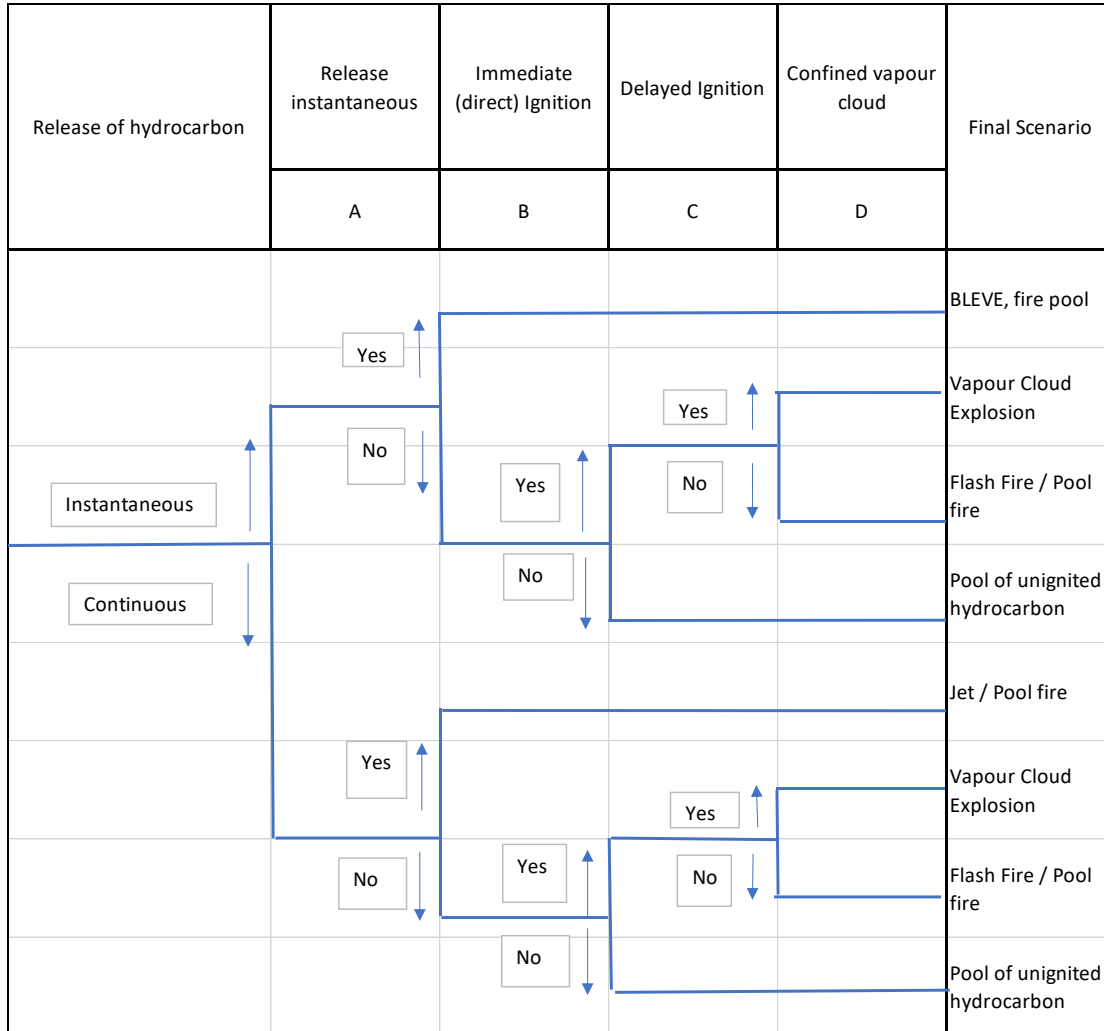 Release of hydrocarbon
Release
instantaneous
Immediate
(direct) Ignition
Delayed Ignition
Confined vapour
cloud
Final Scenario
A
B
C
D
BLEVE, fire pool
Yes
Vapour Cloud
Explosion
Yes
No
Instantaneous
Yes
No
Flash Fire / Pool
fire
Continuous
No
Pool of unignited
hydrocarbon
Jet / Pool fire
Yes
Vapour Cloud
Explosion
Yes
No
Yes
No
Flash Fire / Pool
fire
No
Pool of unignited
hydrocarbon